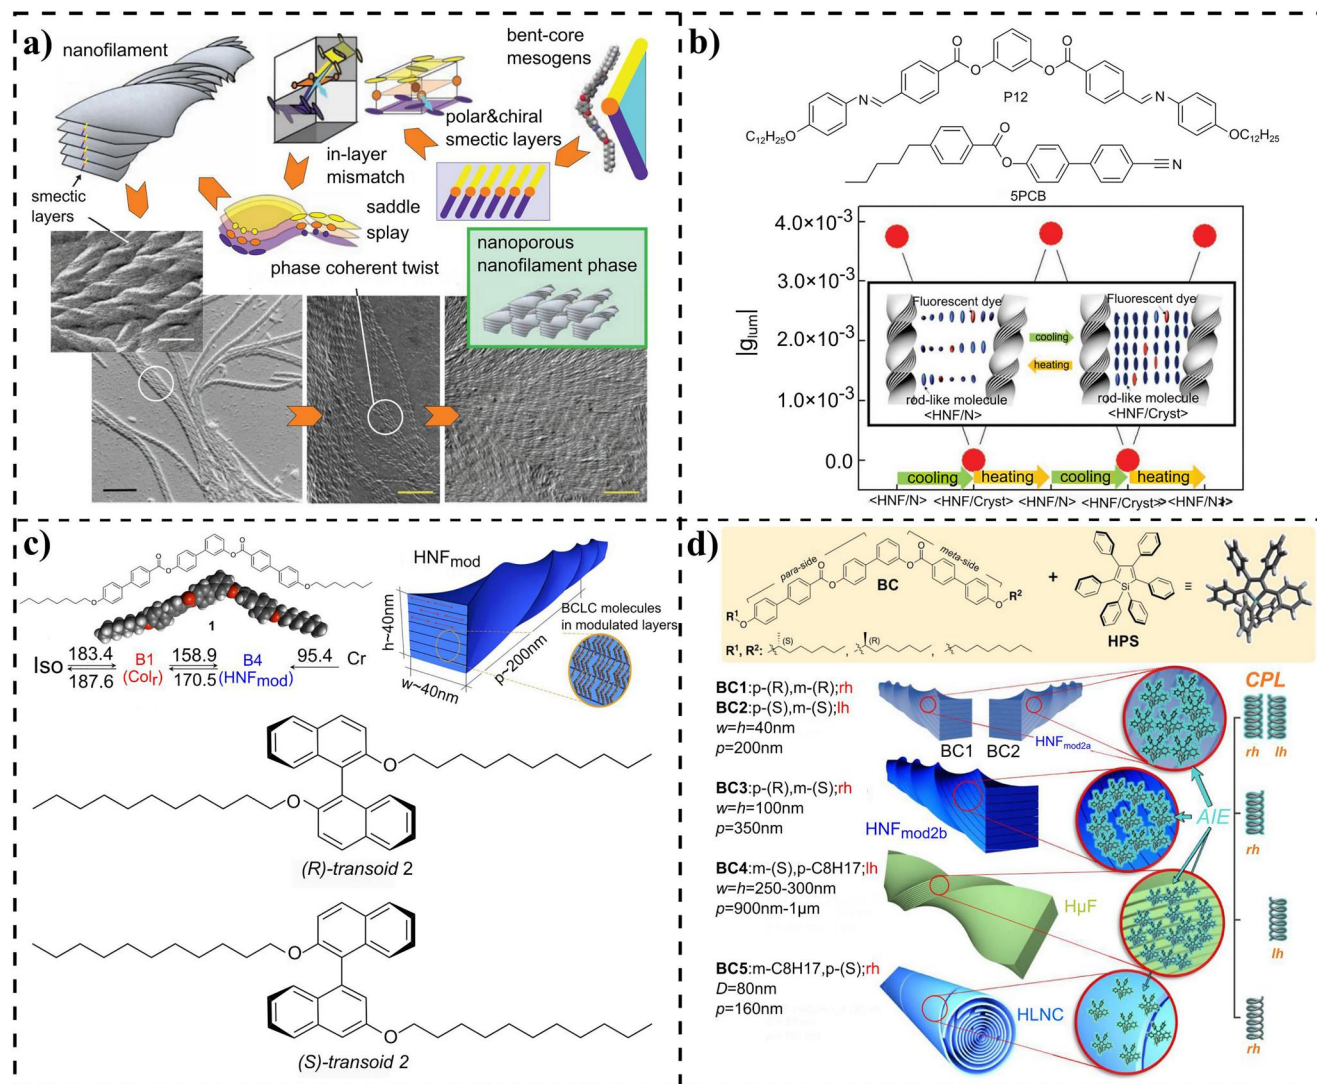 a)
nanofilament
bent-core
mesogens
polar&chiral
smectic layers
in-layer
mismatch
smectic
layers
saddle
splay
phase coherent twist
nanoporous
nanofilament phase
b)
O
O
O
O
N
N
P12
C12H25O
OC12H25
O
O
N
5PCB
|glum|
4.0×10-3
3.0×10-3
2.0×10-3
1.0×10-3
0.0
Fluorescent dye
Fluorescent dye
cooling
heating
rod-like molecule
<HNF/N>
rod-like molecule
<HNF/Cryst>
cooling
heating
cooling
heating
<HNF/N>
<HNF/Cryst>
<HNF/N>
<HNF/Cryst>
<HNF/N>
c)
O
O
O
O
O
O
1
Iso
183.4
187.6
B1
(Colr)
158.9
170.5
B4
(HNFmod)
95.4
Cr
HNFmod
h~40nm
w~40nm
p~200nm
BCLC molecules
in modulated layers
O
O
(R)-transoid 2
O
O
(S)-transoid 2
d)
para-side
meta-side
BC
O
O
O
O
R1
O
O
R2
(S)
(R)
R1, R2:
,
,
+
Si
HPS
≡
BC1:p-(R),m-(R);rh
BC2:p-(S),m-(S);lh
w=h=40nm
p=200nm
BC1
BC2
HNFmod2a
CPL
rh
lh
BC3:p-(R),m-(S);rh
w=h=100nm
p=350nm
HNFmod2b
AIE
rh
BC4:m-(S),p-C8H17;lh
w=h=250-300nm
p=900nm-1µm
HµF
lh
BC5:m-C8H17,p-(S);rh
D=80nm
p=160nm
HLNC
rh